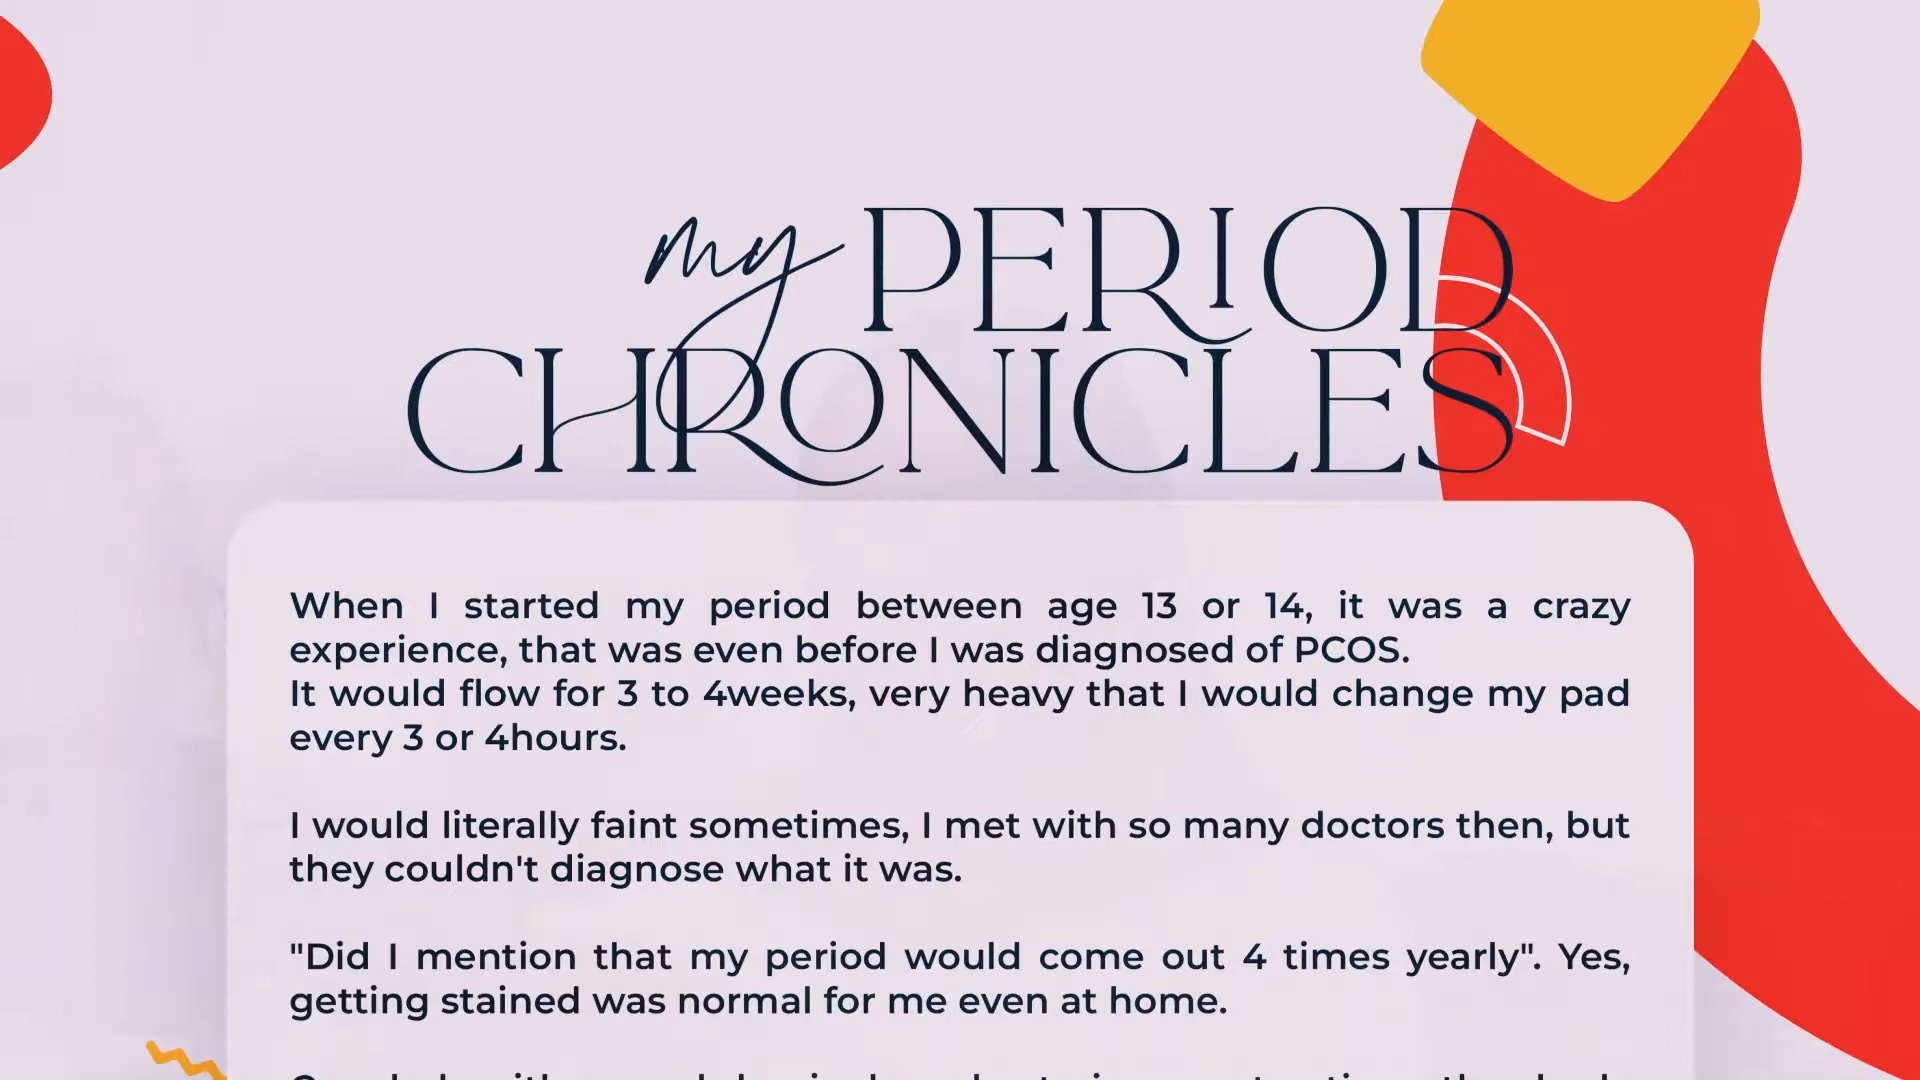 my PERIOD
CHRONICLES
When I started my period between age 13 or 14, it was a crazy
experience, that was even before I was diagnosed of PCOS.
It would flow for 3 to 4weeks, very heavy that I would change my pad
every 3 or 4hours.
I would literally faint sometimes, I met with so many doctors then, but
they couldn't diagnose what it was.
"Did I mention that my period would come out 4 times yearly". Yes,
getting stained was normal for me even at home.